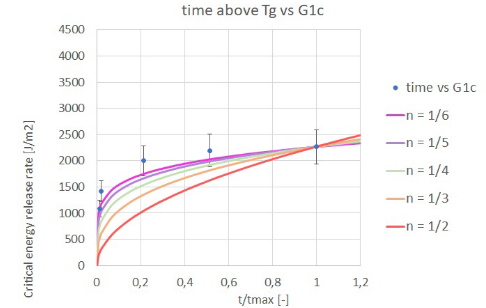 time above Tg vs G1c
Critical energy release rate [J/m2]
4500
4000
3500
3000
2500
2000
1500
1000
500
0
0
0,2
0,4
0,6
0,8
1
1,2
t/tmax [-]
time vs G1c
n = 1/6
n = 1/5
n = 1/4
n = 1/3
n = 1/2